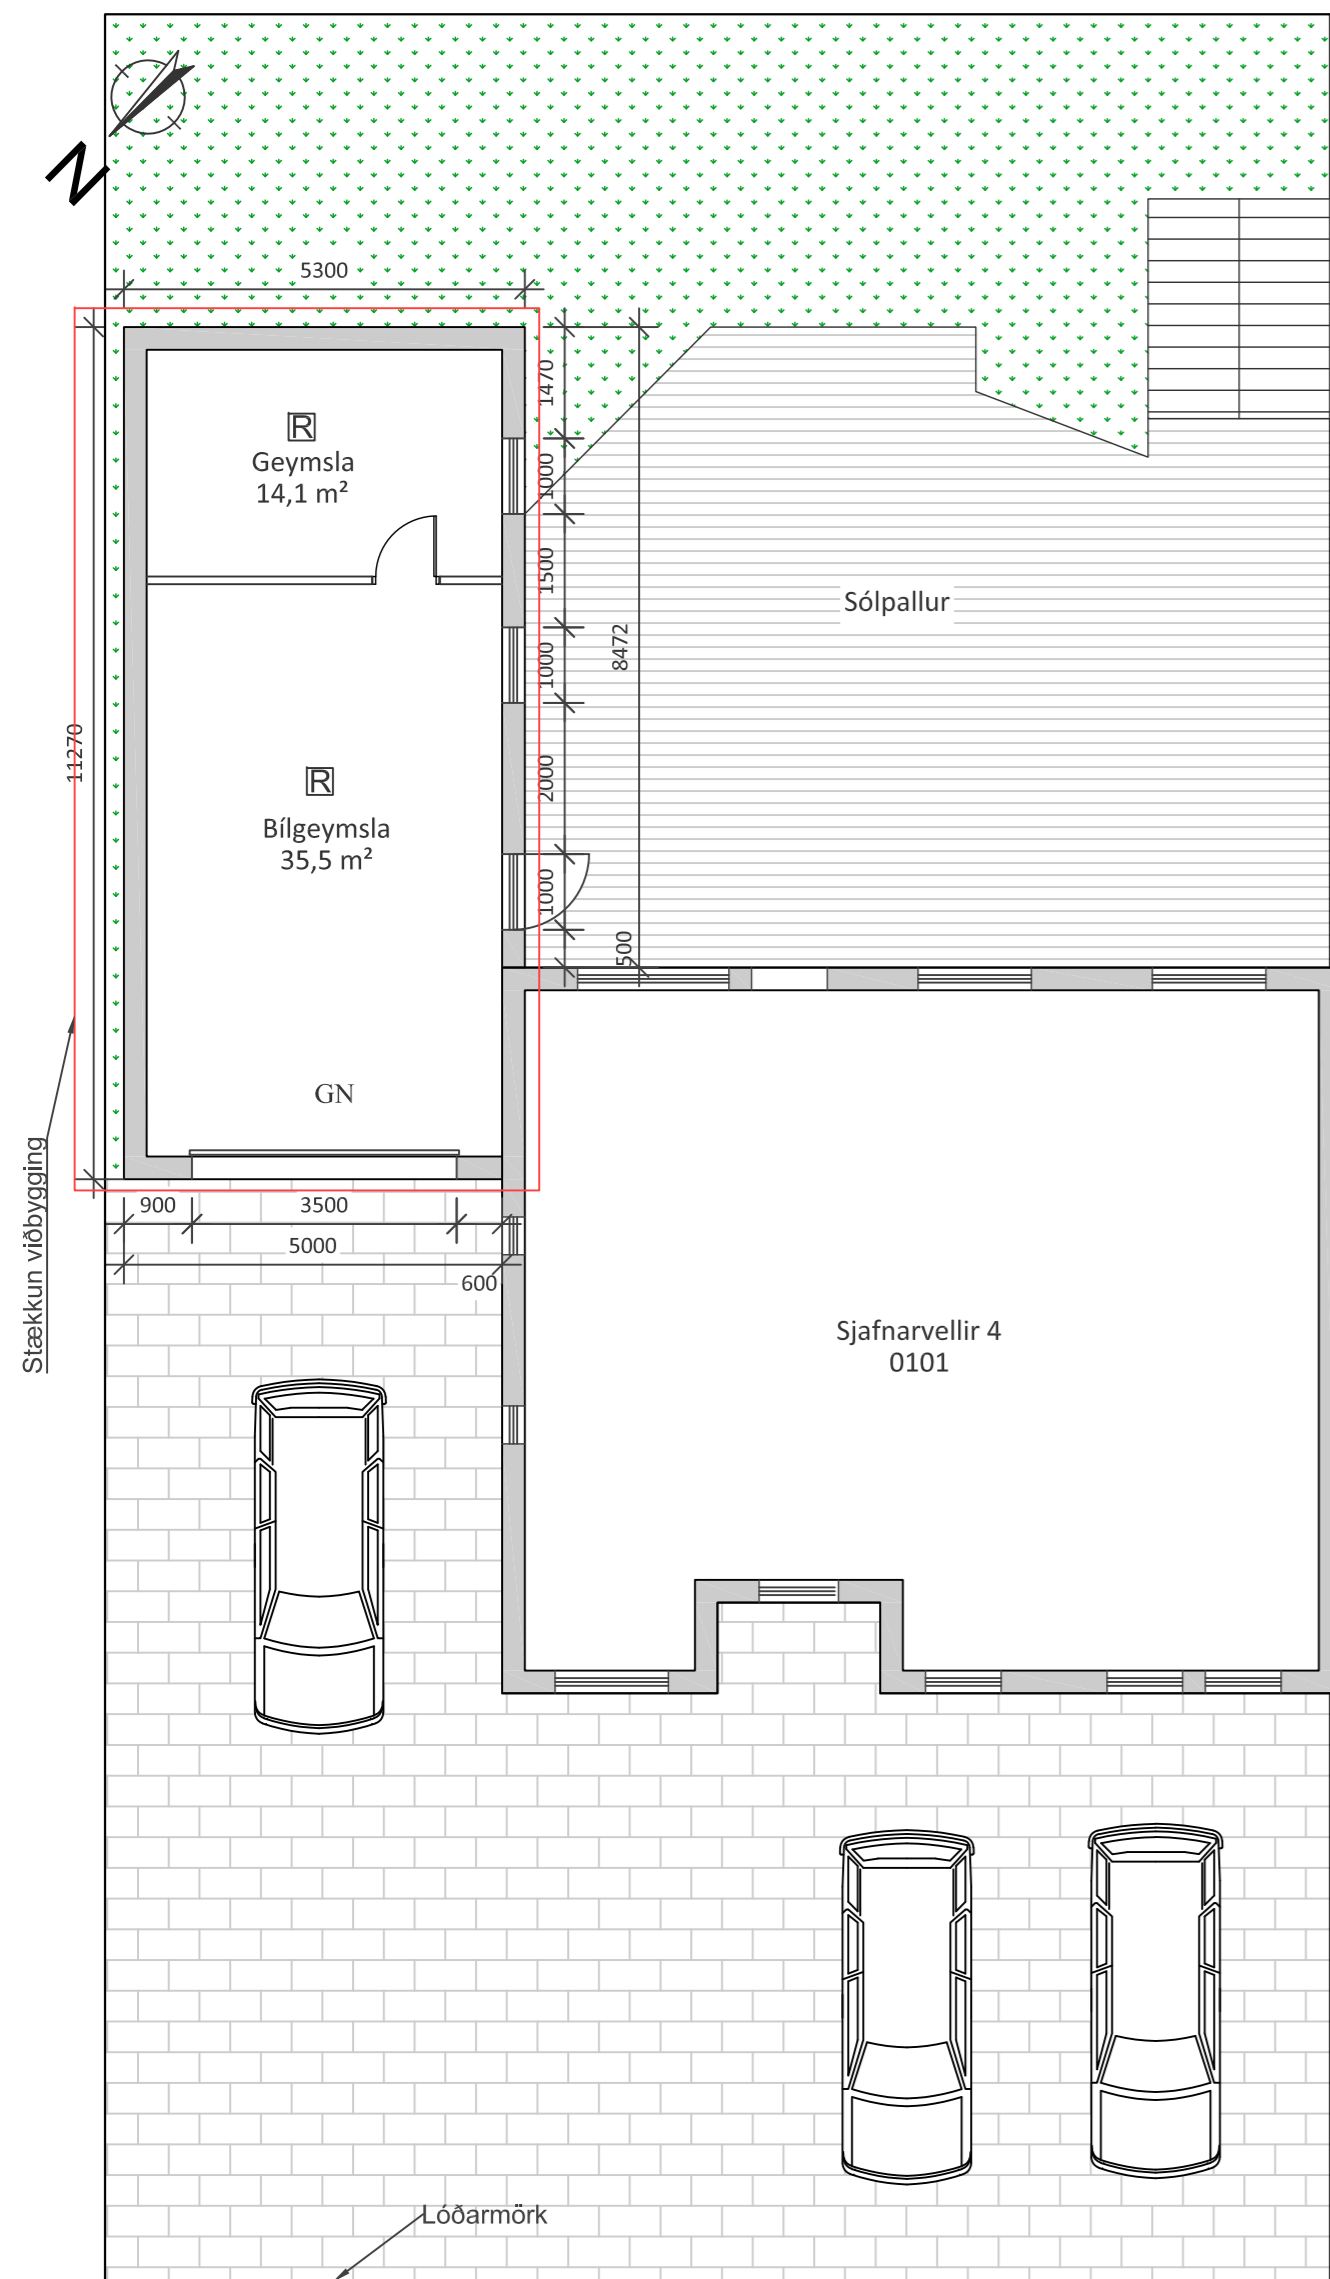 N
5300
1470
1000
1500
1000
8472
2000
1000
500
11270
R
Geymsla
14,1 m²
Sólpallur
R
Bílgeymsla
35,5 m²
GN
900
3500
5000
600
Stækkun viðbygging
Sjafnarvellir 4
0101
Lóðarmörk